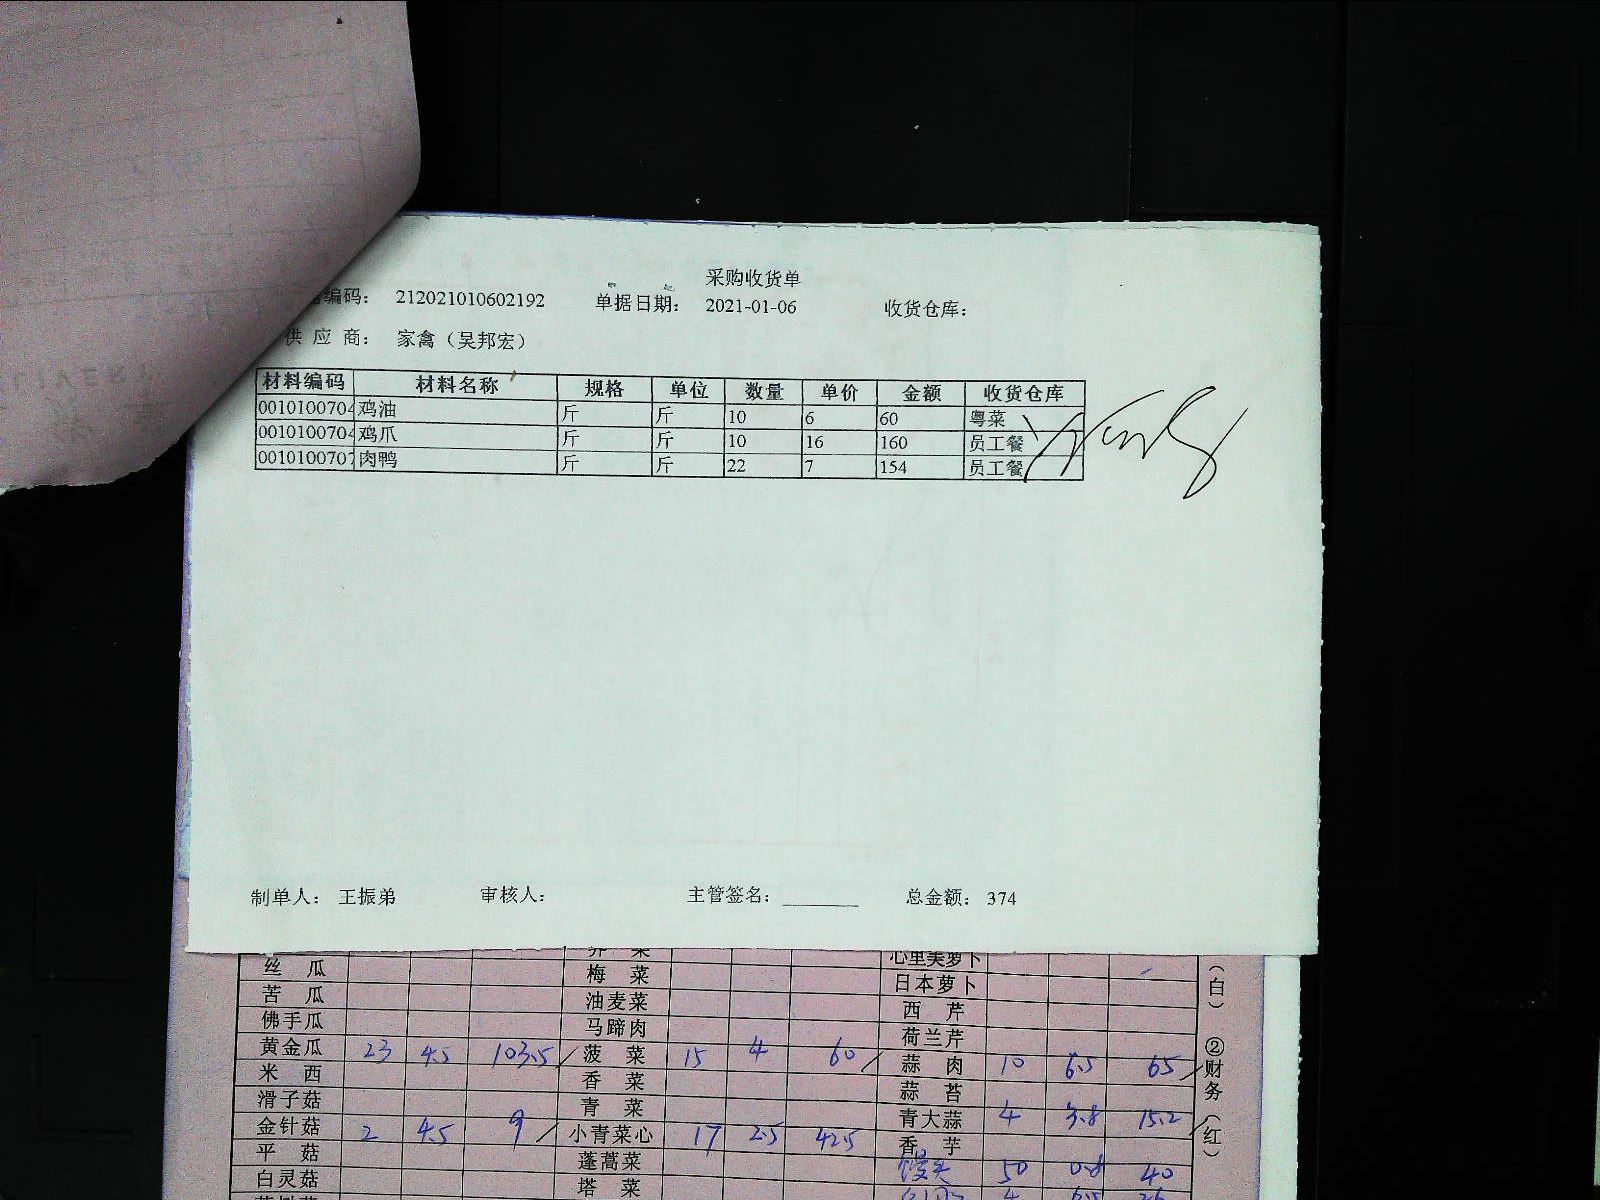 采购收货单
编码： 212021010602192 单据日期： 2021-01-06 收货仓库：
供应商： 家禽（吴邦宏）
材料编码 材料名称 规格 单位 数量 单价 金额 收货仓库
0010100704 鸡油 斤 斤 10 6 60 粤菜
0010100704 鸡爪 斤 斤 10 16 160 员工餐
0010100707 肉鸭 斤 斤 22 7 154 员工餐
制单人： 王振弟 审核人： 主管签名： 总金额： 374
心里美萝卜
丝瓜 梅菜 日本萝卜
苦瓜 油麦菜 西芹
佛手瓜 马蹄肉 荷兰芹
黄金瓜 23 4.5 103.5 菠菜 15 4 60 蒜肉 10 6.5 65
米西 香菜 蒜苔
滑子菇 青菜 青大蒜 4 3.8 15.2
金针菇 2 4.5 9 小青菜心 17 2.5 42.5 香芋
平菇 蓬蒿菜 馒头 50 0.8 40
白灵菇 塔菜
（白）
②财务（红）